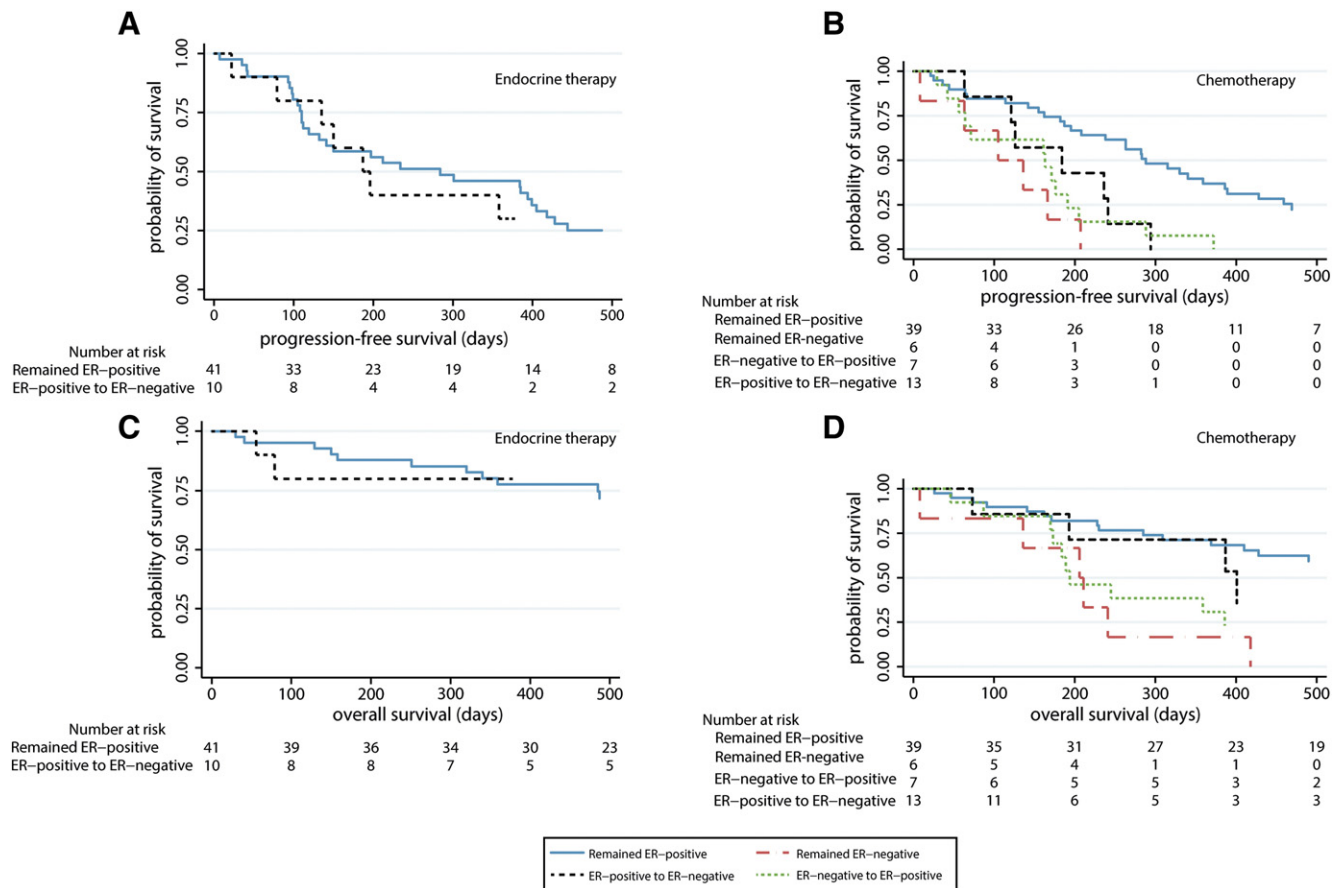 A
1.00
0.75
0.50
0.25
0.00
probability of survival
Endocrine therapy
0 100 200 300 400 500
progression-free survival (days)
Number at risk
Remained ER−positive 41 33 23 19 14 8
ER−positive to ER−negative 10 8 4 4 2 2
B
1.00
0.75
0.50
0.25
0.00
probability of survival
Chemotherapy
0 100 200 300 400 500
progression-free survival (days)
Number at risk
Remained ER−positive 39 33 26 18 11 7
Remained ER-negative 6 4 1 0 0 0
ER−negative to ER−positive 7 6 3 0 0 0
ER−positive to ER−negative 13 8 3 1 0 0
C
1.00
0.75
0.50
0.25
0.00
probability of survival
Endocrine therapy
0 100 200 300 400 500
overall survival (days)
Number at risk
Remained ER−positive 41 39 36 34 30 23
ER−positive to ER−negative 10 8 8 7 5 5
D
1.00
0.75
0.50
0.25
0.00
probability of survival
Chemotherapy
0 100 200 300 400 500
overall survival (days)
Number at risk
Remained ER−positive 39 35 31 27 23 19
Remained ER-negative 6 5 4 1 1 0
ER−negative to ER−positive 7 6 5 5 3 2
ER−positive to ER−negative 13 11 6 5 3 3
Remained ER−positive Remained ER−negative
ER−positive to ER−negative ER−negative to ER−positive